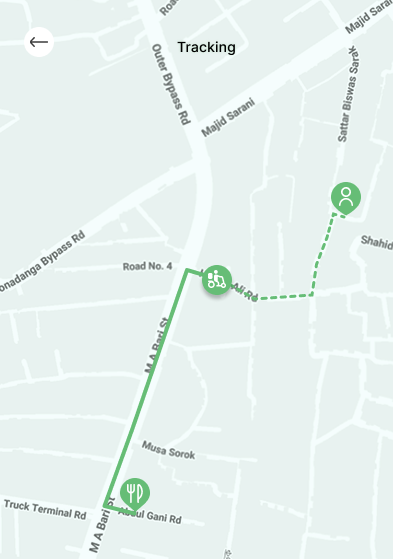 Road
Majid Sarani
Tracking
Outer Bypass Rd
Majid Sarani
Sattar Biswas Sarak
onadanga Bypass Rd
Shahid
Road No. 4
Ali Rd
M A Bari St
Musa Sorok
Truck Terminal Rd
M A Bari St
Abdul Gani Rd